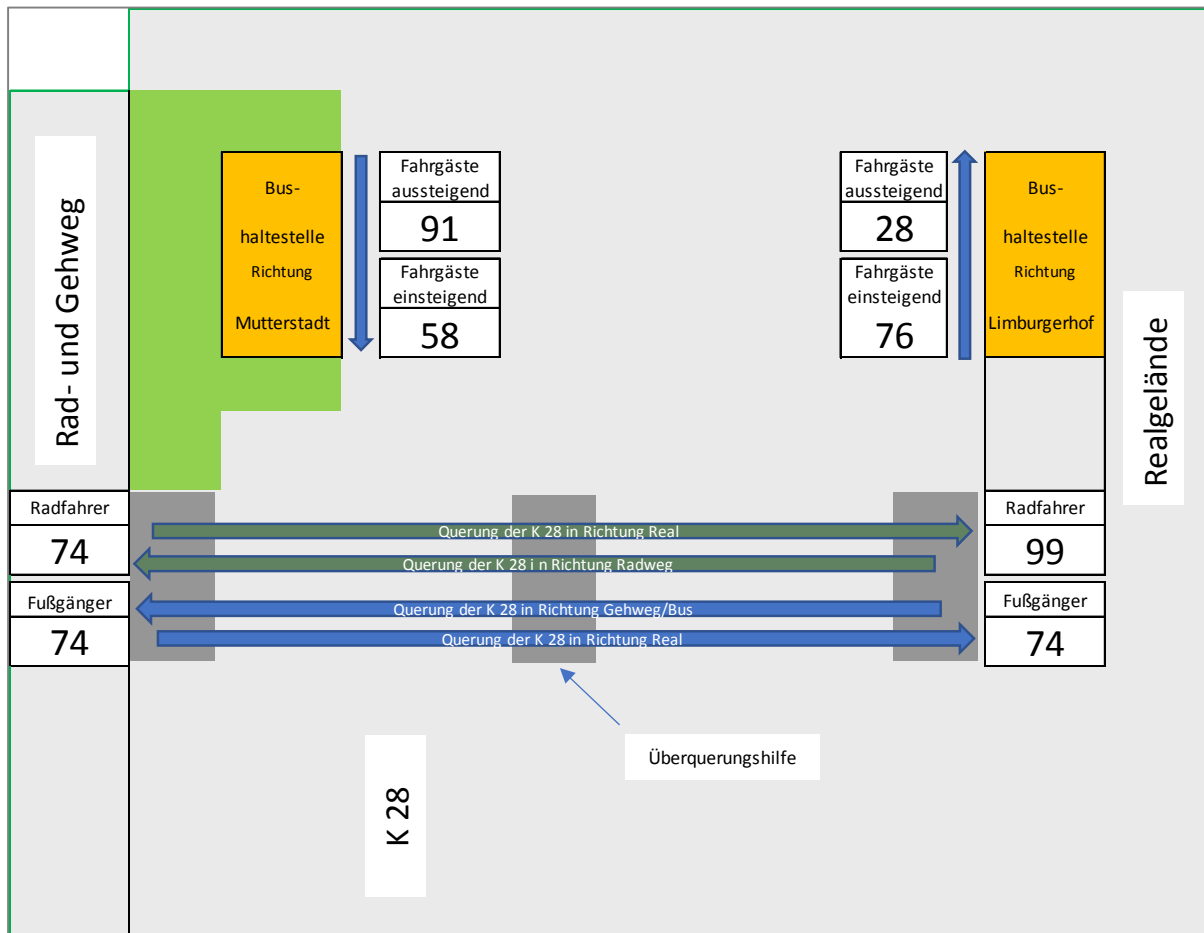 Rad- und Gehweg
Bus-
haltestelle
Richtung
Mutterstadt
Fahrgäste
aussteigend
91
Fahrgäste
einsteigend
58
Fahrgäste
aussteigend
28
Fahrgäste
einsteigend
76
Bus-
haltestelle
Richtung
Limburgerhof
Realgelände
Radfahrer
74
Fußgänger
74
Querung der K 28 in Richtung Real
Querung der K 28 i n Richtung Radweg
Querung der K 28 in Richtung Gehweg/Bus
Querung der K 28 in Richtung Real
Radfahrer
99
Fußgänger
74
Überquerungshilfe
K 28